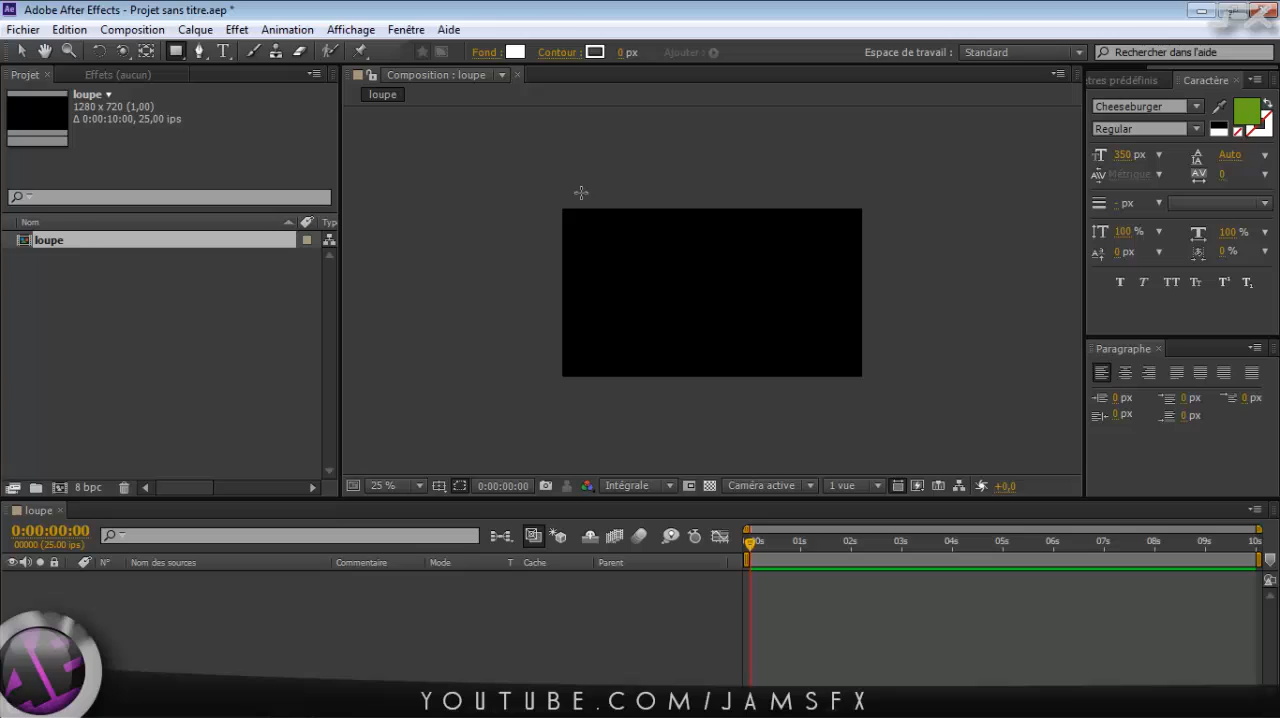 Adobe After Effects - Projet sans titre.aep *
Fichier Edition Composition Calque Effet Animation Affichage Fenêtre Aide
Fond : Contour : 0 px Ajouter : Espace de travail : Standard Rechercher dans l'aide
Projet Effets (aucun) Composition : loupe tres prédéfinis Caractère
loupe
1280 x 720 (1,00)
Δ 0:00:10:00, 25,00 ips
loupe
Cheeseburger
Regular
350 px Auto
Métrique 0
- px
100 % 100 %
0 px 0 %
T T TT Tt T¹ T₁
Nom Typ
loupe
Paragraphe
0 px 0 px 0 px
0 px 0 px
8 bpc 25 % 0:00:00:00 Intégrale Caméra active 1 vue +0,0
loupe
0:00:00:00
00000 (25.00 ips)
00s 01s 02s 03s 04s 05s 06s 07s 08s 09s 10s
N° Nom des sources Commentaire Mode T Cache Parent
YOUTUBE.COM/JAMSFX